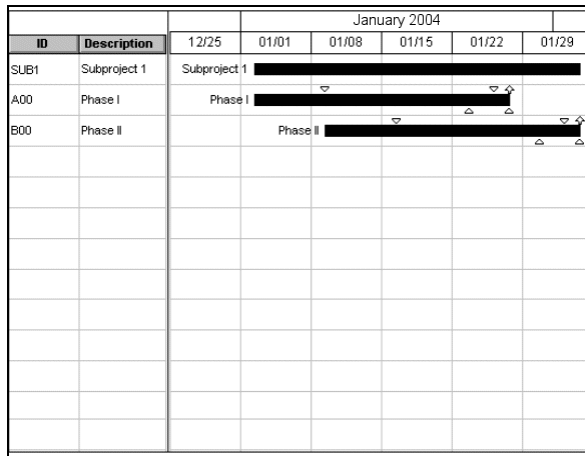 January 2004
ID Description 12/25 01/01 01/08 01/15 01/22 01/29
SUB1 Subproject 1 Subproject 1
A00 Phase I Phase I
B00 Phase II Phase II